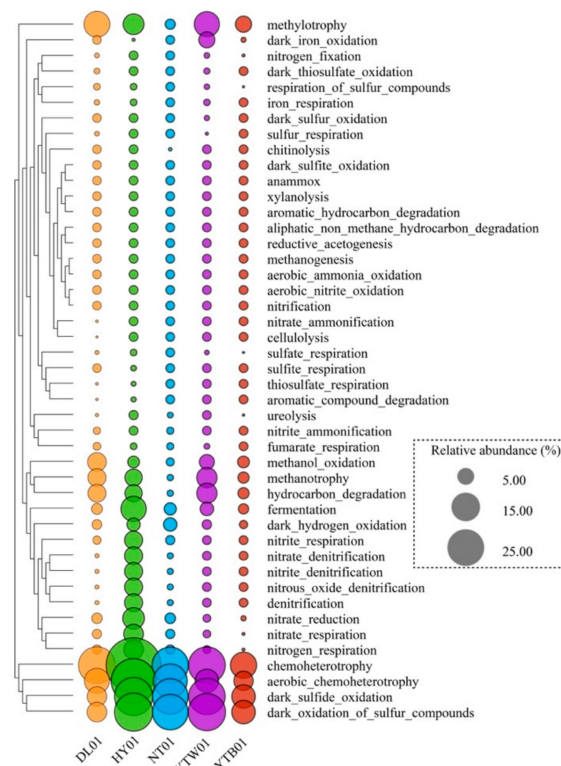 methylotrophy
dark_iron_oxidation
nitrogen_fixation
dark_thiosulfate_oxidation
respiration_of_sulfur_compounds
iron_respiration
dark_sulfur_oxidation
sulfur_respiration
chitinolysis
dark_sulfite_oxidation
anammox
xylanolysis
aromatic_hydrocarbon_degradation
aliphatic_non_methane_hydrocarbon_degradation
reductive_acetogenesis
methanogenesis
aerobic_ammonia_oxidation
aerobic_nitrite_oxidation
nitrification
nitrate_ammonification
cellulolysis
sulfate_respiration
sulfite_respiration
thiosulfate_respiration
aromatic_compound_degradation
ureolysis
nitrite_ammonification
fumarate_respiration
methanol_oxidation
methanotrophy
hydrocarbon_degradation
fermentation
dark_hydrogen_oxidation
nitrite_respiration
nitrate_denitrification
nitrite_denitrification
nitrous_oxide_denitrification
denitrification
nitrate_reduction
nitrate_respiration
nitrogen_respiration
chemoheterotrophy
aerobic_chemoheterotrophy
dark_sulfide_oxidation
dark_oxidation_of_sulfur_compounds
Relative abundance (%)
5.00
15.00
25.00
DL01 HY01 NT01